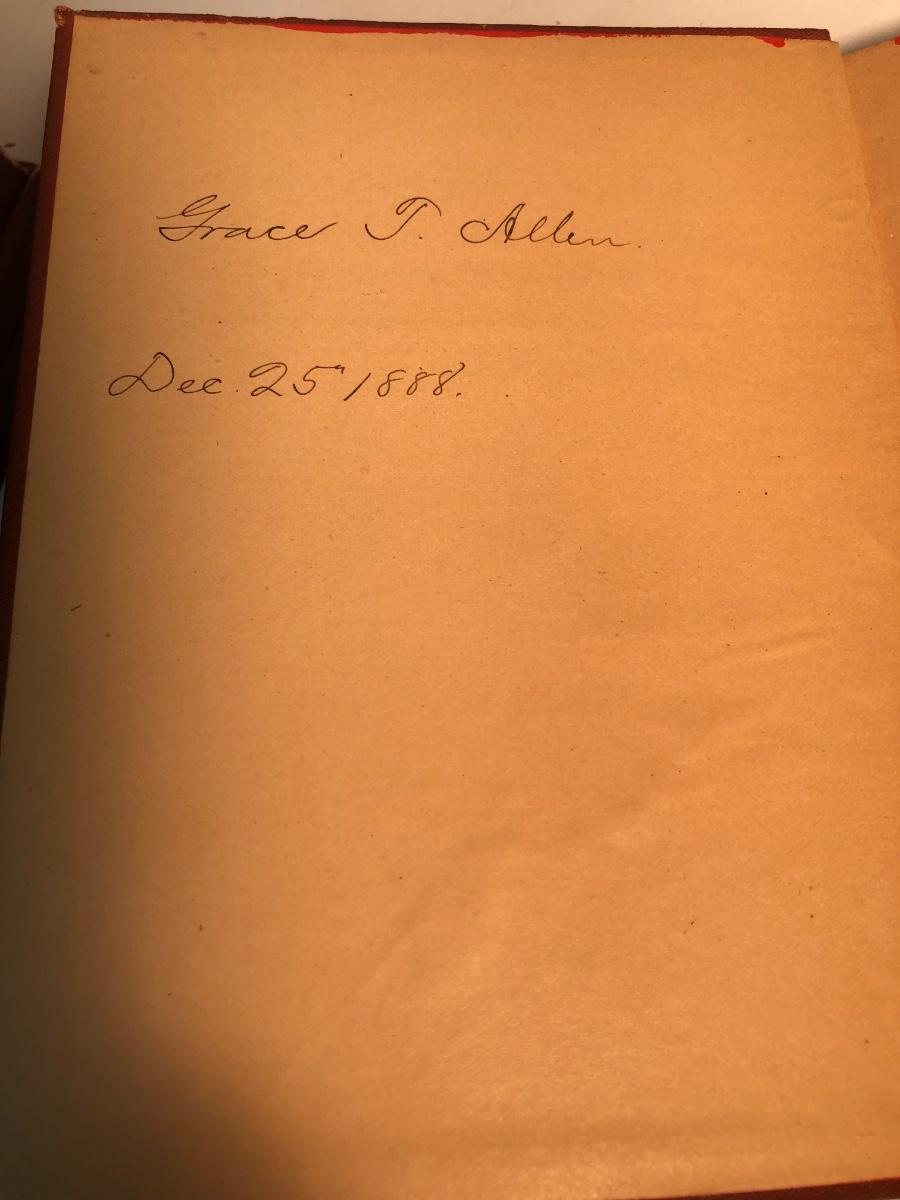 Grace T. Allen.
Dec. 25" 1888.